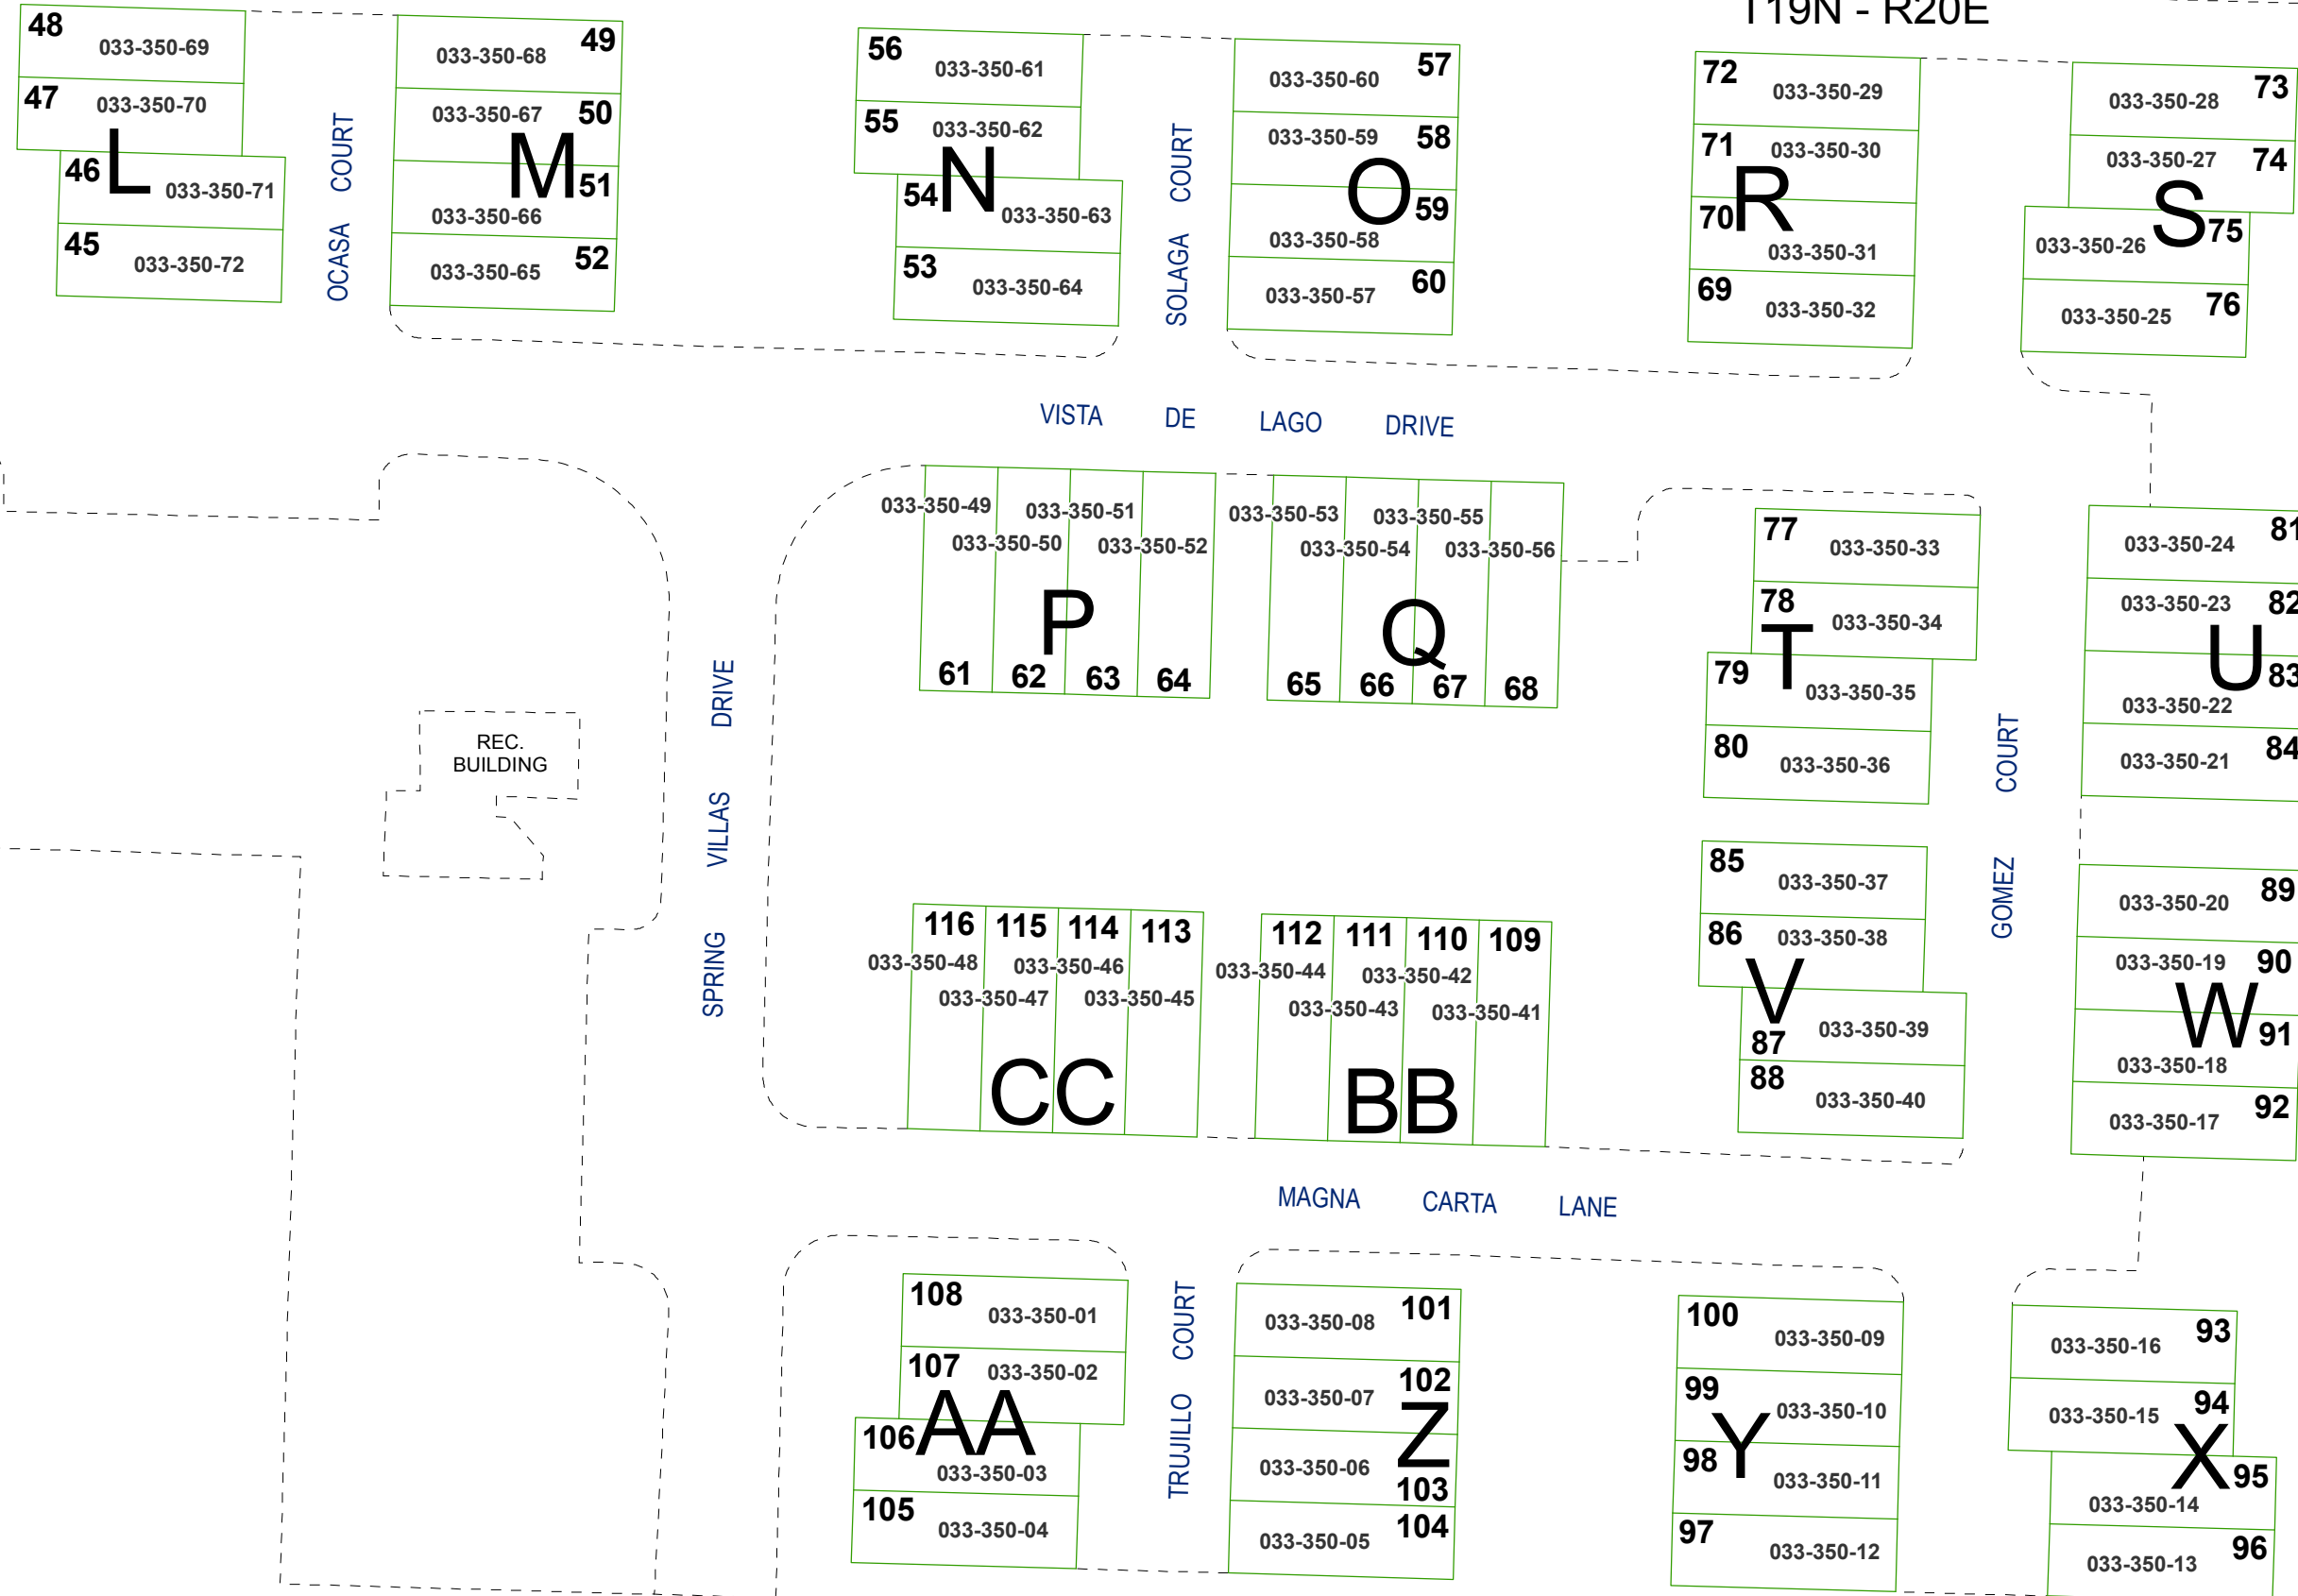 T19N - R20E
48 033-350-69
47 033-350-70
L
46 033-350-71
45 033-350-72
OCASA COURT
033-350-68 49
033-350-67 50
M
033-350-66 51
033-350-65 52
56 033-350-61
55 033-350-62
N
54 033-350-63
53 033-350-64
SOLAGA COURT
033-350-60 57
033-350-59 58
O
033-350-58 59
033-350-57 60
72 033-350-29
71 033-350-30
R
70 033-350-31
69 033-350-32
033-350-28 73
033-350-27 74
S
033-350-26 75
033-350-25 76
VISTA DE LAGO DRIVE
033-350-49
033-350-50
033-350-51
033-350-52
P
61 62 63 64
033-350-53
033-350-54
033-350-55
033-350-56
Q
65 66 67 68
77 033-350-33
78 033-350-34
T
79 033-350-35
80 033-350-36
033-350-24 81
033-350-23 82
U
033-350-22 83
033-350-21 84
REC.
BUILDING
SPRING VILLAS DRIVE
GOMEZ COURT
85 033-350-37
86 033-350-38
V
87 033-350-39
88 033-350-40
033-350-20 89
033-350-19 90
W
033-350-18 91
033-350-17 92
116 115 114 113
033-350-48
033-350-47
033-350-46
033-350-45
CC
112 111 110 109
033-350-44
033-350-43
033-350-42
033-350-41
BB
MAGNA CARTA LANE
108 033-350-01
107 033-350-02
AA
106 033-350-03
105 033-350-04
TRUJILLO COURT
033-350-08 101
033-350-07 102
Z
033-350-06 103
033-350-05 104
100 033-350-09
99 033-350-10
Y
98 033-350-11
97 033-350-12
033-350-16 93
033-350-15 94
X
033-350-14 95
033-350-13 96